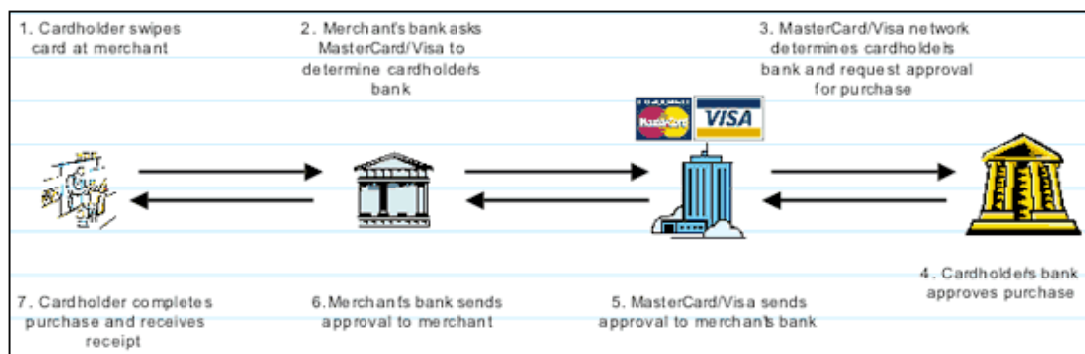 1. Cardholder swipes
card at merchant
2. Merchant's bank asks
MasterCard/Visa to
determine cardholder's
bank
3. MasterCard/Visa network
determines cardholder's
bank and request approval
for purchase
MasterCard
VISA
4. Cardholder's bank
approves purchase
5. MasterCard/Visa sends
approval to merchant's bank
6. Merchant's bank sends
approval to merchant
7. Cardholder completes
purchase and receives
receipt